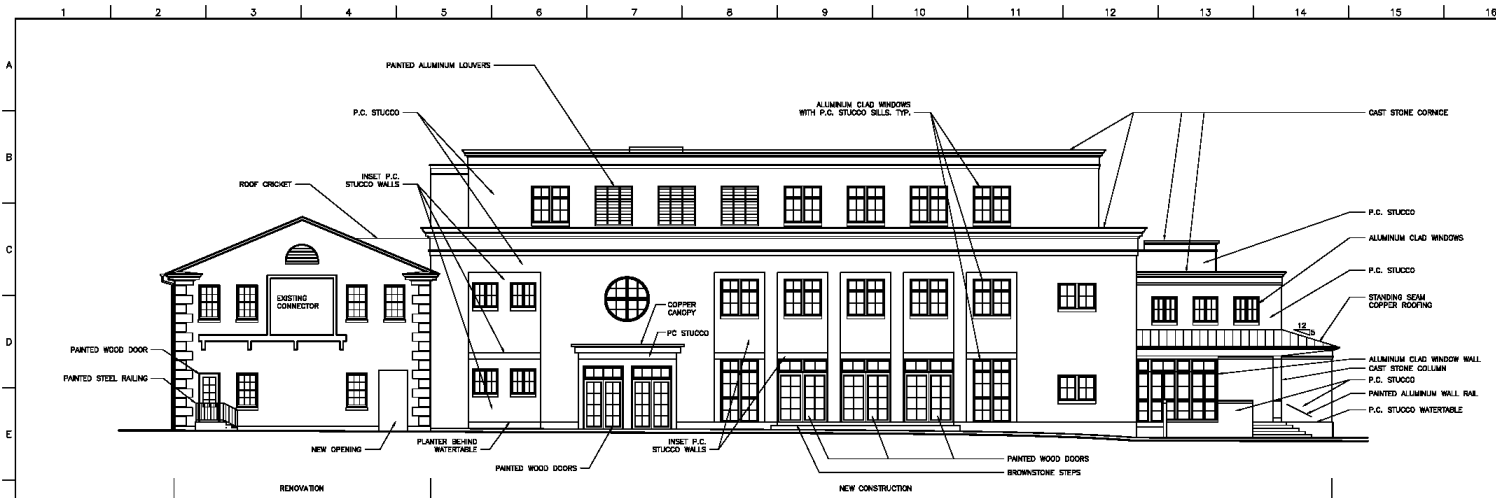 1 2 3 4 5 6 7 8 9 10 11 12 13 14 15 16
A
PAINTED ALUMINUM LOUVERS
P.C. STUCCO
ALUMINUM CLAD WINDOWS
WITH P.C. STUCCO SILLS. TYP.
CAST STONE CORNICE
B
ROOF CRICKET
INSET P.C.
STUCCO WALLS
P.C. STUCCO
C
ALUMINUM CLAD WINDOWS
P.C. STUCCO
EXISTING
CONNECTOR
COPPER
CANOPY
STANDING SEAM
COPPER ROOFING
12
5
PC STUCCO
D
PAINTED WOOD DOOR
ALUMINUM CLAD WINDOW WALL
CAST STONE COLUMN
PAINTED STEEL RAILING
P.C. STUCCO
PAINTED ALUMINUM WALL RAIL
P.C. STUCCO WATERTABLE
E
NEW OPENING
PLANTER BEHIND
WATERTABLE
PAINTED WOOD DOORS
INSET P.C.
STUCCO WALLS
PAINTED WOOD DOORS
BROWNSTONE STEPS
RENOVATION
NEW CONSTRUCTION